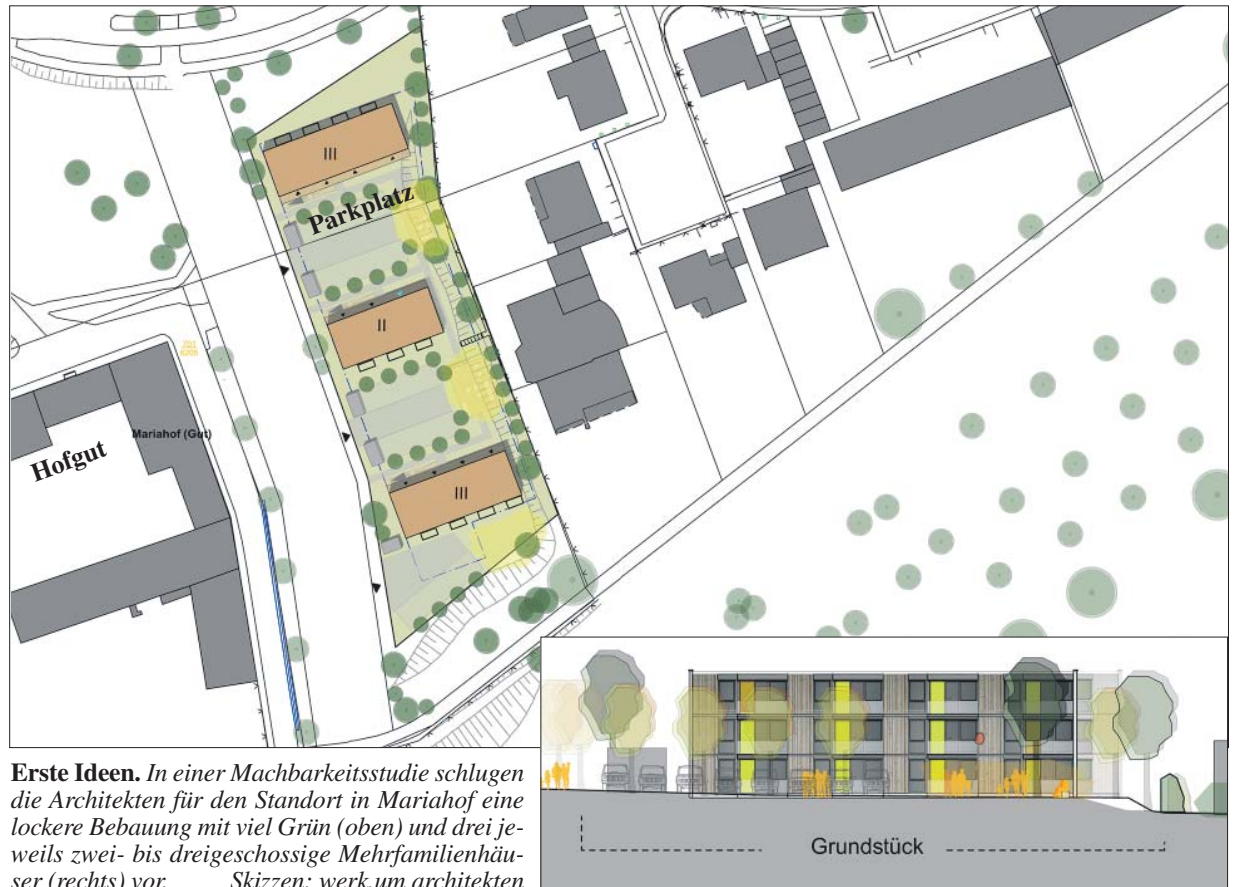 III
Parkplatz
II
Mariahof (Gut)
Hofgut
III
Grundstück
Erste Ideen. In einer Machbarkeitsstudie schlugen
die Architekten für den Standort in Mariahof eine
lockere Bebauung mit viel Grün (oben) und drei je-
weils zwei- bis dreigeschossige Mehrfamilienhäu-
ser (rechts) vor. Skizzen: werk.um architekten